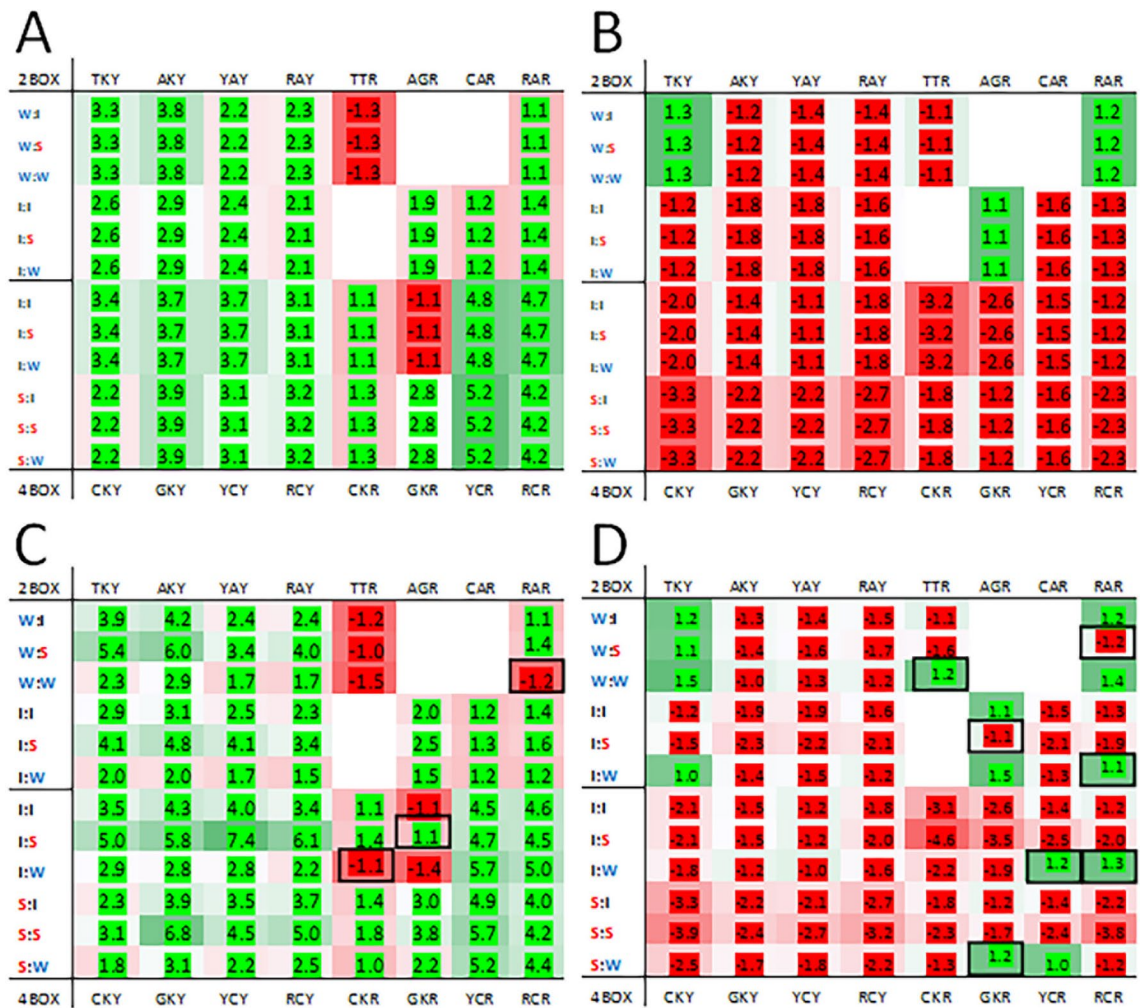 A
2BOX TKY AKY YAY RAY TTR AGR CAR RAR
W:I 3.3 3.8 2.2 2.3 -1.3 1.1
W:S 3.3 3.8 2.2 2.3 -1.3 1.1
W:W 3.3 3.8 2.2 2.3 -1.3 1.1
I:I 2.6 2.9 2.4 2.1 1.9 1.2 1.4
I:S 2.6 2.9 2.4 2.1 1.9 1.2 1.4
I:W 2.6 2.9 2.4 2.1 1.9 1.2 1.4
I:I 3.4 3.7 3.7 3.1 1.1 -1.1 4.8 4.7
I:S 3.4 3.7 3.7 3.1 1.1 -1.1 4.8 4.7
I:W 3.4 3.7 3.7 3.1 1.1 -1.1 4.8 4.7
S:I 2.2 3.9 3.1 3.2 1.3 2.8 5.2 4.2
S:S 2.2 3.9 3.1 3.2 1.3 2.8 5.2 4.2
S:W 2.2 3.9 3.1 3.2 1.3 2.8 5.2 4.2
4BOX CKY GKY YCY RCY CKR GKR YCR RCR
B
2BOX TKY AKY YAY RAY TTR AGR CAR RAR
W:I 1.3 -1.2 -1.4 -1.4 -1.1 1.2
W:S 1.3 -1.2 -1.4 -1.4 -1.1 1.2
W:W 1.3 -1.2 -1.4 -1.4 -1.1 1.2
I:I -1.2 -1.8 -1.8 -1.6 1.1 -1.6 -1.3
I:S -1.2 -1.8 -1.8 -1.6 1.1 -1.6 -1.3
I:W -1.2 -1.8 -1.8 -1.6 1.1 -1.6 -1.3
I:I -2.0 -1.4 -1.1 -1.8 -3.2 -2.6 -1.5 -1.2
I:S -2.0 -1.4 -1.1 -1.8 -3.2 -2.6 -1.5 -1.2
I:W -2.0 -1.4 -1.1 -1.8 -3.2 -2.6 -1.5 -1.2
S:I -3.3 -2.2 -2.2 -2.7 -1.8 -1.2 -1.6 -2.3
S:S -3.3 -2.2 -2.2 -2.7 -1.8 -1.2 -1.6 -2.3
S:W -3.3 -2.2 -2.2 -2.7 -1.8 -1.2 -1.6 -2.3
4BOX CKY GKY YCY RCY CKR GKR YCR RCR
C
2BOX TKY AKY YAY RAY TTR AGR CAR RAR
W:I 3.9 4.2 2.4 2.4 -1.2 1.1
W:S 5.4 6.0 3.4 4.0 -1.0 1.4
W:W 2.3 2.9 1.7 1.7 -1.5 -1.2
I:I 2.9 3.1 2.5 2.3 2.0 1.2 1.4
I:S 4.1 4.8 4.1 3.4 2.5 1.3 1.6
I:W 2.0 2.0 1.7 1.5 1.5 1.2 1.2
I:I 3.5 4.3 4.0 3.4 1.1 -1.1 4.5 4.6
I:S 5.0 5.8 7.4 6.1 1.4 1.1 4.7 4.5
I:W 2.9 2.8 2.8 2.2 -1.1 -1.4 5.7 5.0
S:I 2.3 3.9 3.5 3.7 1.4 3.0 4.9 4.0
S:S 3.1 6.8 4.5 5.0 1.8 3.8 5.7 4.2
S:W 1.8 3.1 2.2 2.5 1.0 2.2 5.2 4.4
4BOX CKY GKY YCY RCY CKR GKR YCR RCR
D
2BOX TKY AKY YAY RAY TTR AGR CAR RAR
W:I 1.2 -1.3 -1.4 -1.5 -1.1 1.2
W:S 1.1 -1.4 -1.6 -1.7 -1.6 -1.2
W:W 1.5 -1.0 -1.3 -1.2 1.2 1.4
I:I -1.2 -1.9 -1.9 -1.6 1.1 -1.5 -1.3
I:S -1.5 -2.3 -2.2 -2.1 -1.1 -2.1 -1.9
I:W 1.0 -1.4 -1.5 -1.2 1.5 -1.3 1.1
I:I -2.1 -1.5 -1.2 -1.8 -3.1 -2.6 -1.4 -1.2
I:S -2.1 -1.5 -1.2 -2.0 -4.6 -3.5 -2.5 -2.0
I:W -1.8 -1.2 -1.0 -1.6 -2.2 -1.9 1.2 1.3
S:I -3.3 -2.2 -2.1 -2.7 -1.8 -1.2 -1.4 -2.2
S:S -3.9 -2.4 -2.7 -3.2 -2.3 -1.7 -2.4 -3.8
S:W -2.5 -1.7 -1.8 -2.2 -1.3 1.2 1.0 -1.2
4BOX CKY GKY YCY RCY CKR GKR YCR RCR